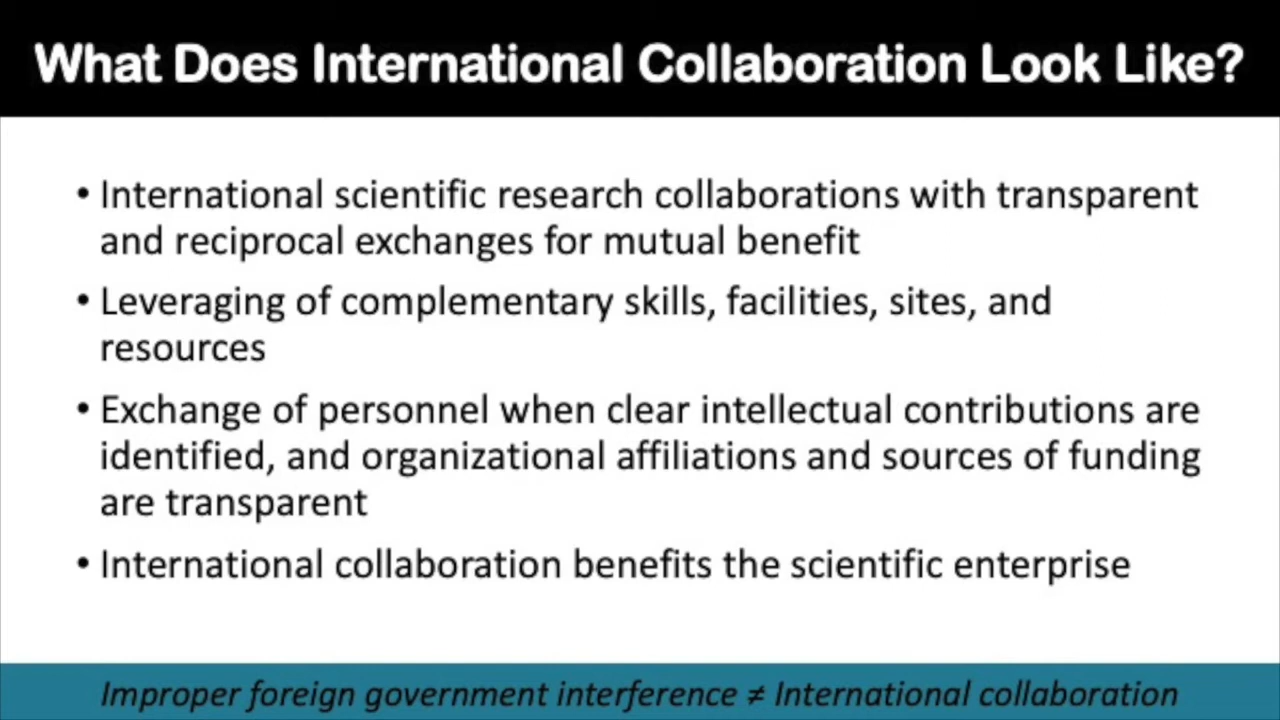 What Does International Collaboration Look Like?
• International scientific research collaborations with transparent
and reciprocal exchanges for mutual benefit
• Leveraging of complementary skills, facilities, sites, and
resources
• Exchange of personnel when clear intellectual contributions are
identified, and organizational affiliations and sources of funding
are transparent
• International collaboration benefits the scientific enterprise
Improper foreign government interference ≠ International collaboration